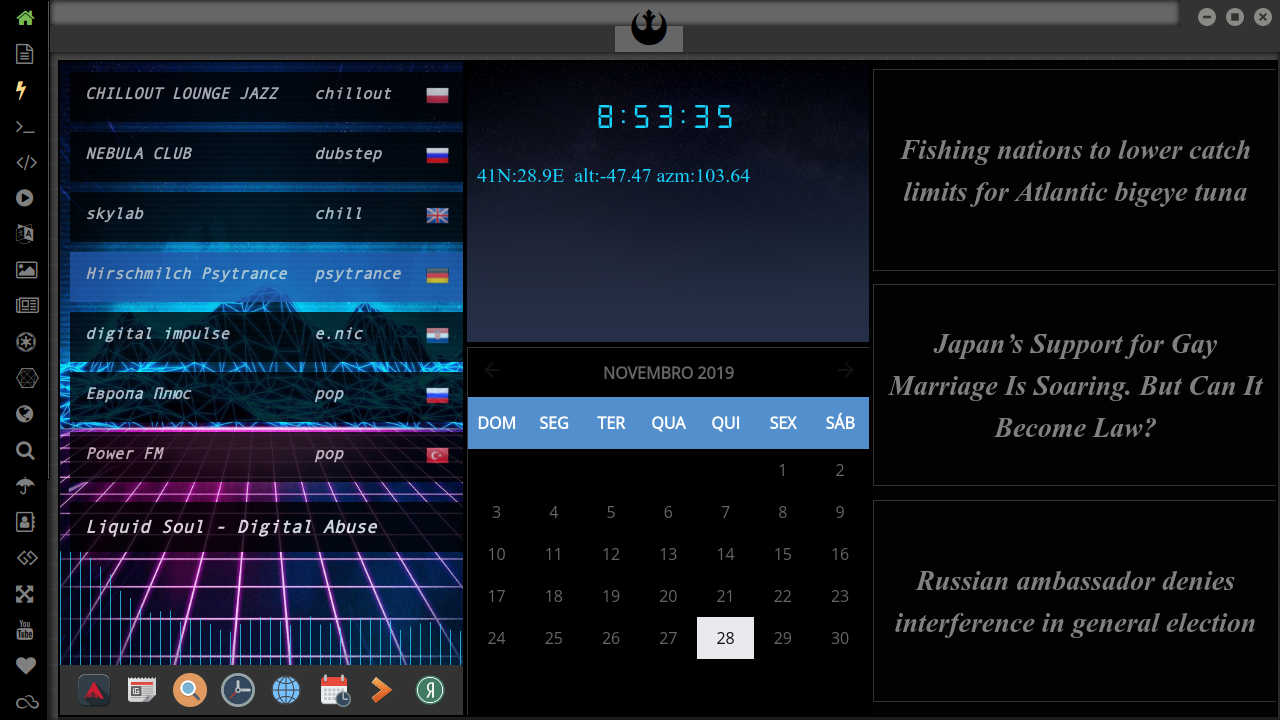 CHILLOUT LOUNGE JAZZ chillout
NEBULA CLUB dubstep
skylab chill
Hirschmilch Psytrance psytrance
digital impulse e.nic
Европа Плюс pop
Power FM pop
Liquid Soul - Digital Abuse
8:53:35
41N:28.9E alt:-47.47 azm:103.64
NOVEMBRO 2019
DOM SEG TER QUA QUI SEX SÁB
1 2
3 4 5 6 7 8 9
10 11 12 13 14 15 16
17 18 19 20 21 22 23
24 25 26 27 28 29 30
Fishing nations to lower catch
limits for Atlantic bigeye tuna
Japan’s Support for Gay
Marriage Is Soaring. But Can It
Become Law?
Russian ambassador denies
interference in general election
You
Tube
Я